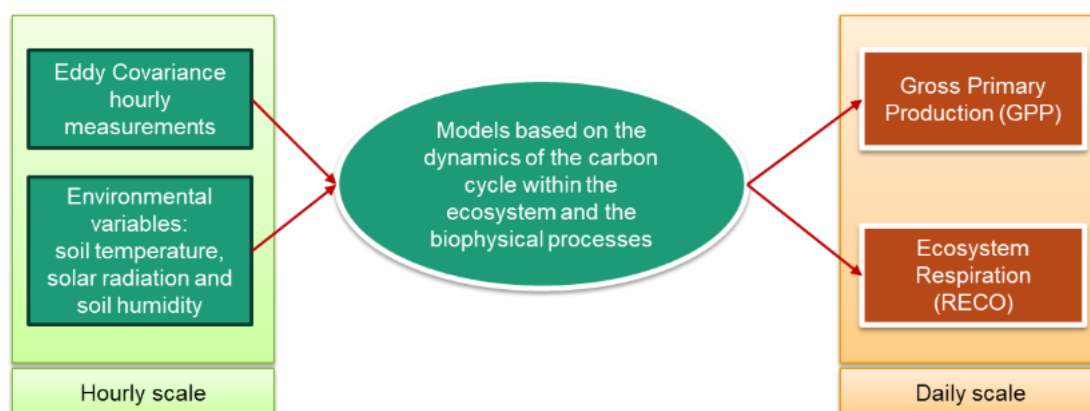 Eddy Covariance
hourly
measurements
Environmental
variables:
soil temperature,
solar radiation and
soil humidity
Hourly scale
Models based on the
dynamics of the carbon
cycle within the
ecosystem and the
biophysical processes
Gross Primary
Production (GPP)
Ecosystem
Respiration
(RECO)
Daily scale